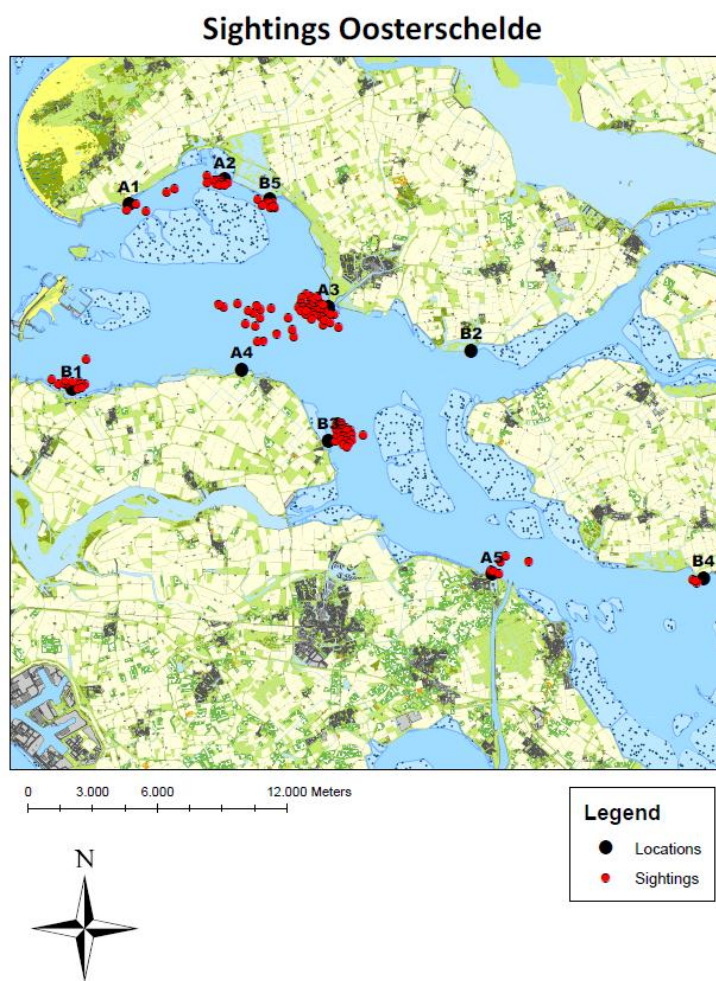 Sightings Oosterschelde
A2
A1
B5
A3
B2
A4
B1
B3
A5
B4
0 3.000 6.000 12.000 Meters
Legend
Locations
Sightings
N